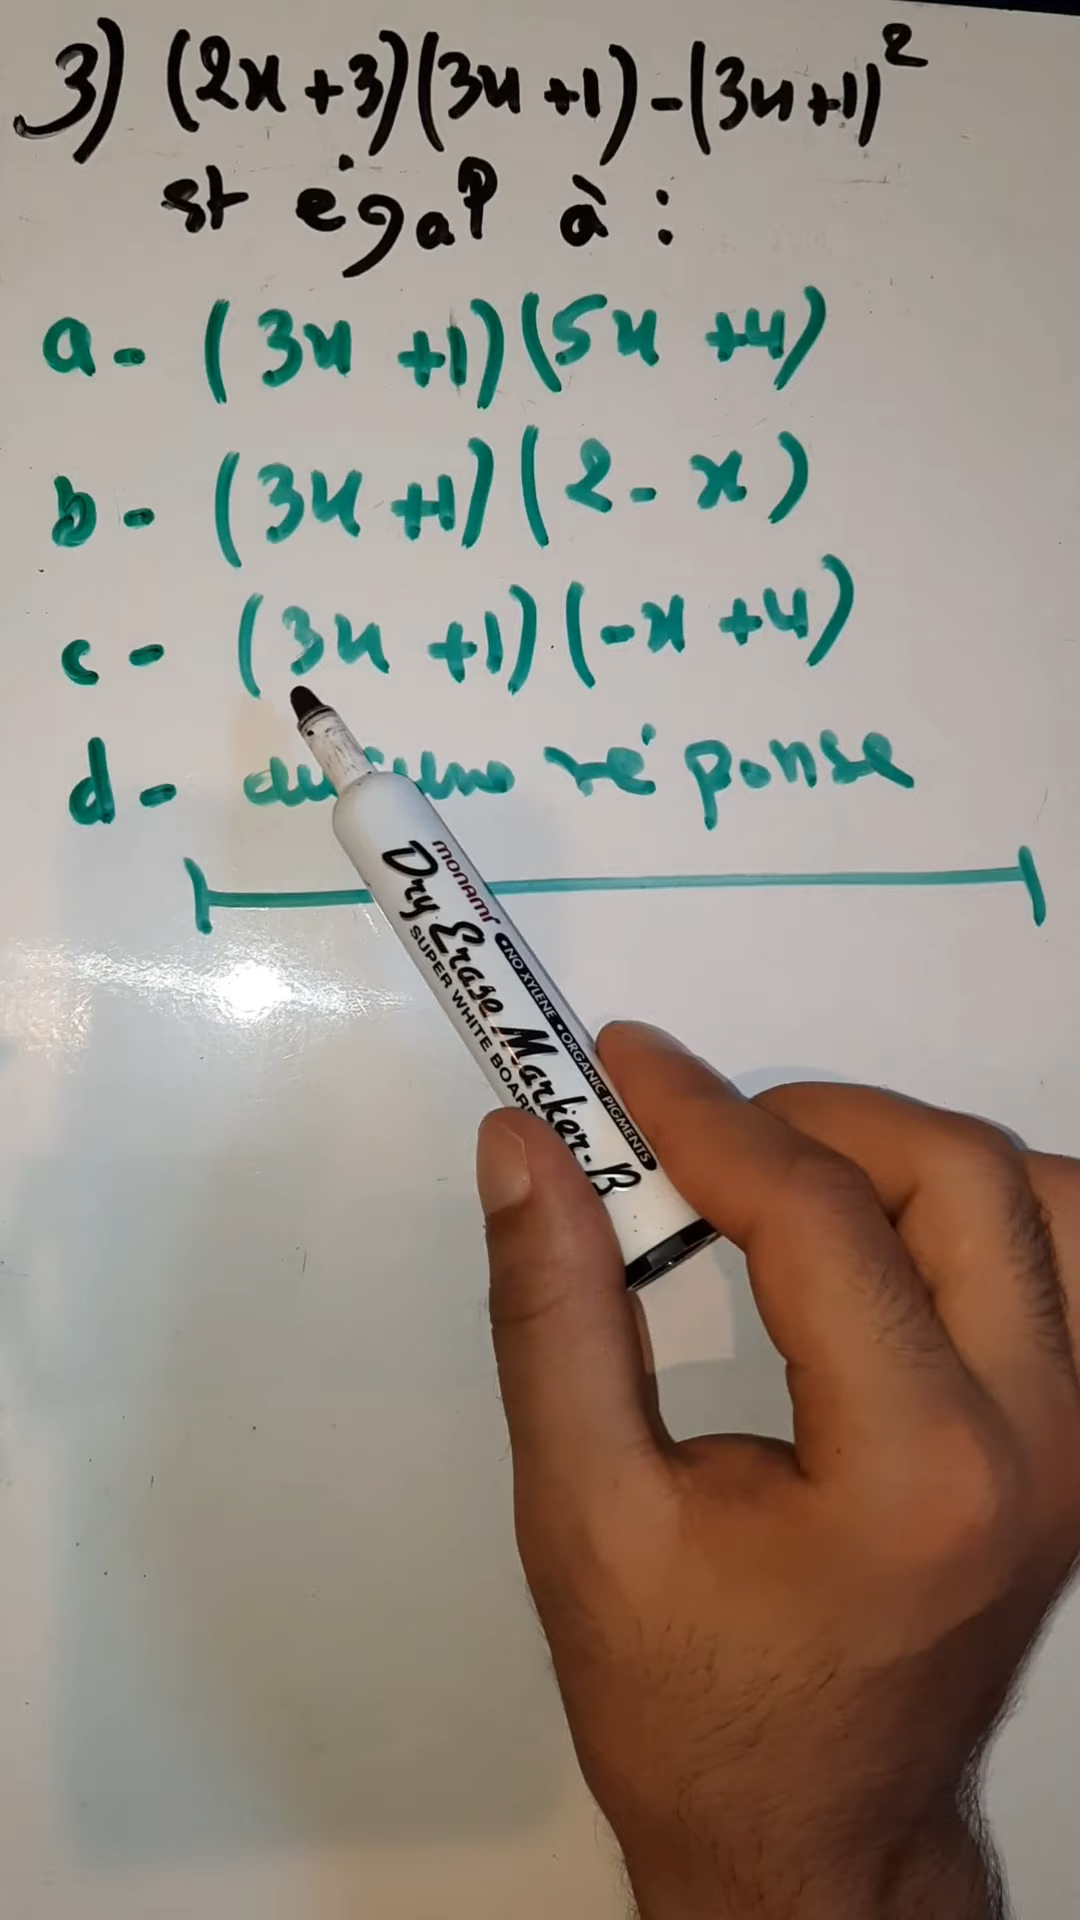 3) (2x+3)(3x+1)-(3x+1)²
st égal à :
a- (3x +1)(5x +4)
b- (3x +1)(2- x)
c- (3x +1)(-x +4)
d- aucune réponse
monami
Dry Erase Marker-B
SUPER WHITE BOAR
•NO XYLENE •ORGANIC PIGMENTS